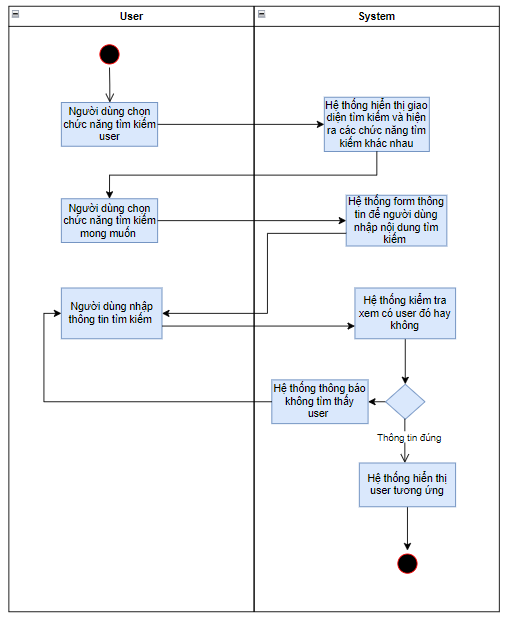 User
System
Người dùng chọn
chức năng tìm kiếm
user
Hệ thống hiển thị giao
diện tìm kiếm và hiện
ra các chức năng tìm
kiếm khác nhau
Người dùng chọn
chức năng tìm kiếm
mong muốn
Hệ thống form thông
tin để người dùng
nhập nội dung tìm
kiếm
Người dùng nhập
thông tin tìm kiếm
Hệ thống kiểm tra
xem có user đó hay
không
Hệ thống thông báo
không tìm thấy
user
Thông tin đúng
Hệ thống hiển thị
user tương ứng